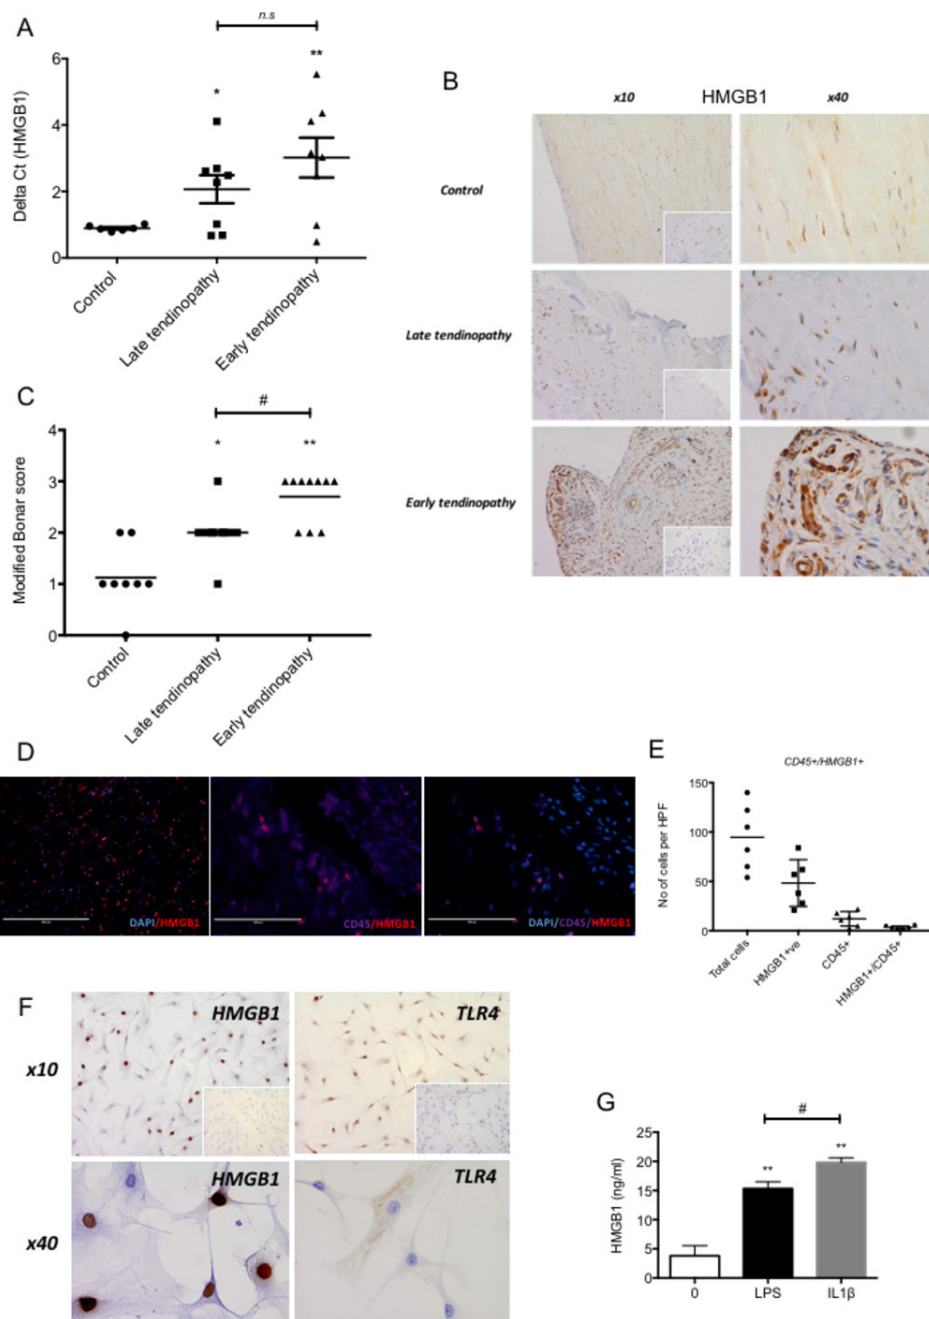 A
n.s
**
*
6
4
2
0
Delta Ct (HMGB1)
Control
Late tendinopathy
Early tendinopathy
B
x10 HMGB1 x40
Control
Late tendinopathy
Early tendinopathy
C
#
* **
4
3
2
1
0
Modified Bonar score
Control
Late tendinopathy
Early tendinopathy
D
DAPI/HMGB1
CD45/HMGB1
DAPI/CD45/HMGB1
E
CD45+/HMGB1+
150
100
50
0
No of cells per HPF
Total cells
HMGB1+ve
CD45+
HMGB1+/CD45+
F
HMGB1 TLR4
x10
HMGB1 TLR4
x40
G
#
** **
25
20
15
10
5
0
HMGB1 (ng/ml)
0 LPS IL1β